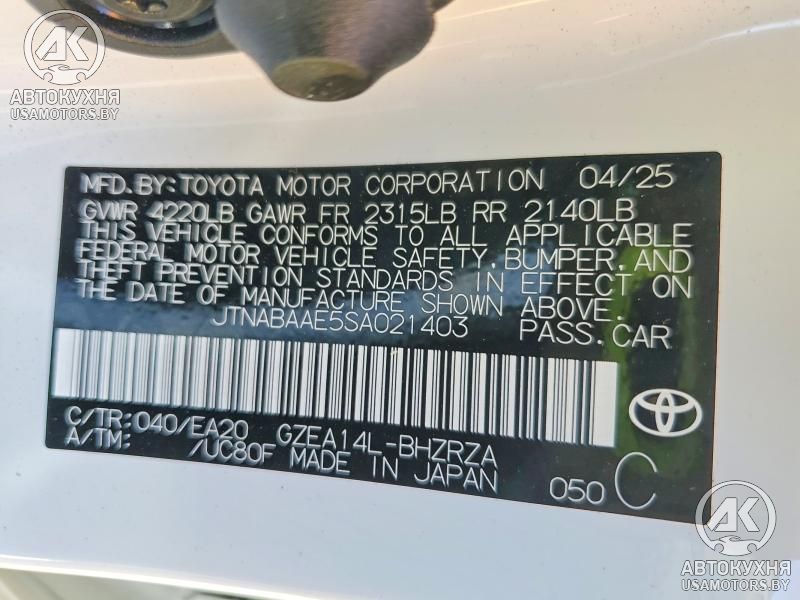 AK
АВТОКУХНЯ
USAMOTORS.BY
MFD. BY: TOYOTA MOTOR CORPORATION 04/25
GVWR 4220LB GAWR FR 2315LB RR 2140LB
THIS VEHICLE CONFORMS TO ALL APPLICABLE
FEDERAL MOTOR VEHICLE SAFETY, BUMPER, AND
THEFT PREVENTION STANDARDS IN EFFECT ON
THE DATE OF MANUFACTURE SHOWN ABOVE.
JTNABAAE5SA021403 PASS. CAR
C/TR: 040/EA20 GZEA14L-BHZRZA
A/TM: /UC80F MADE IN JAPAN
050 C
AK
АВТОКУХНЯ
USAMOTORS.BY